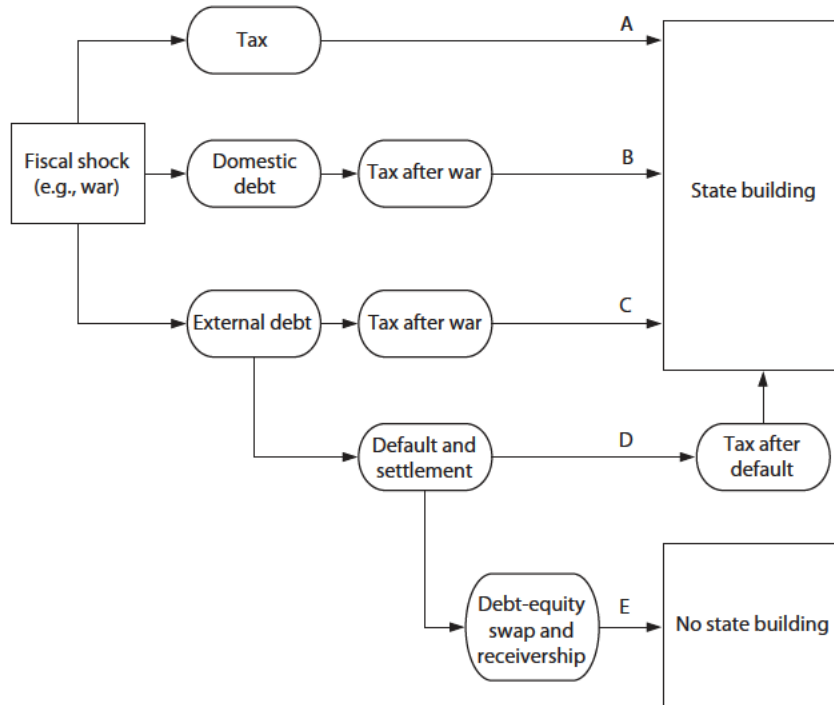 Tax
A
Fiscal shock
(e.g., war)
Domestic
debt
Tax after war
B
State building
External debt
Tax after war
C
Default and
settlement
D
Tax after
default
Debt-equity
swap and
receivership
E
No state building